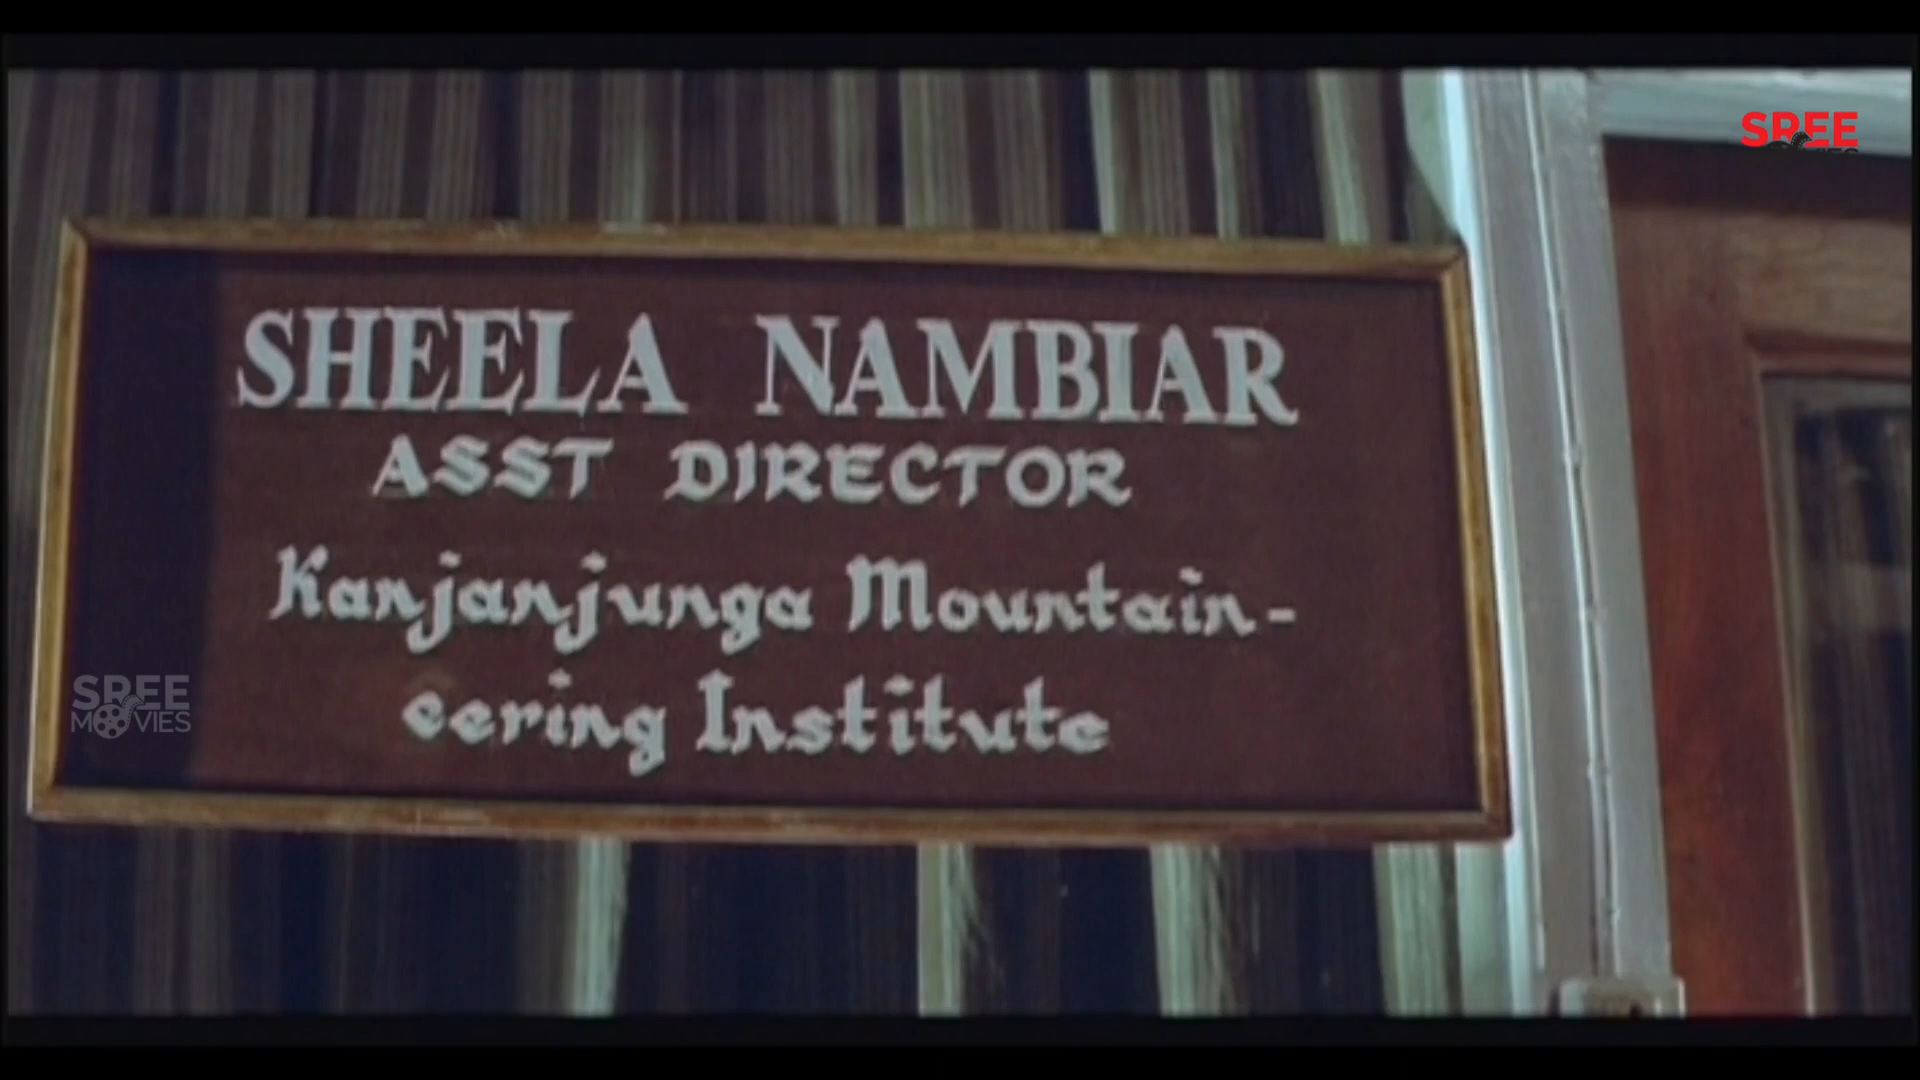 SREE
SHEELA NAMBIAR
ASST DIRECTOR
Kanjanjunga Mountain-
eering Institute
SREE
MOVIES